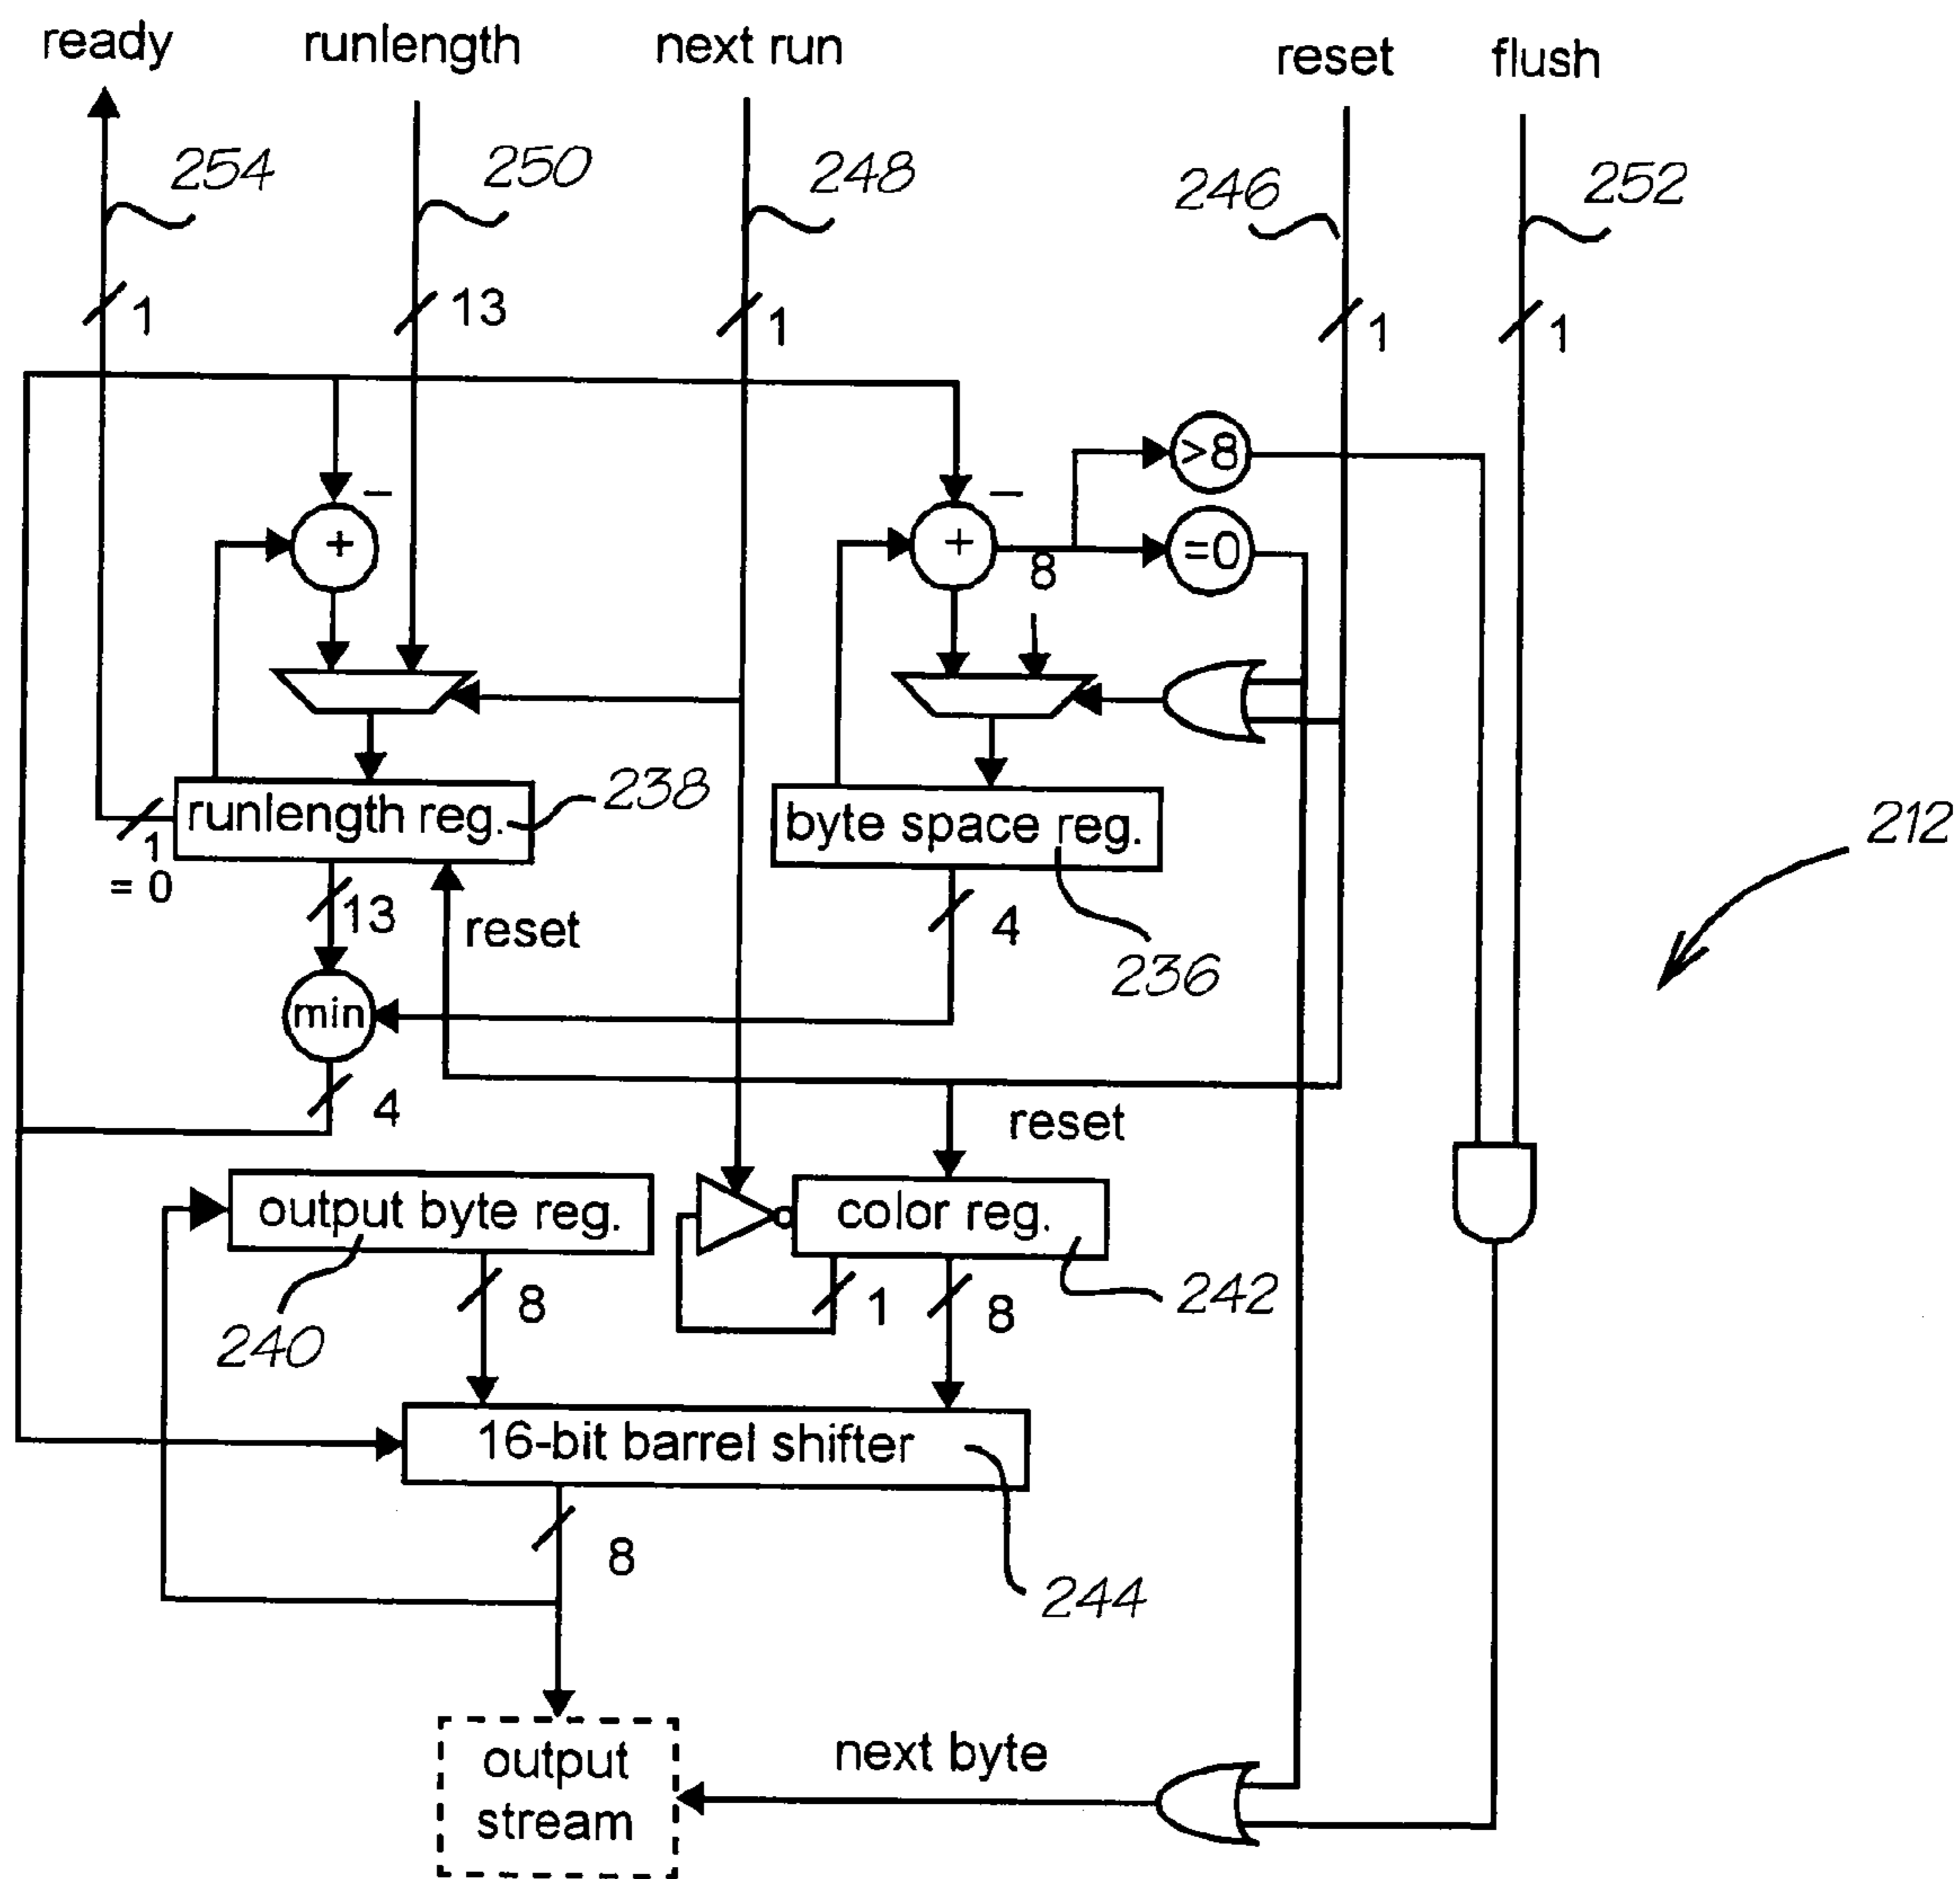 ready runlength next run reset flush
254 250 248 246 252
1 13 1 1 1
>8
− −
+ + =0
8
runlength reg. 238
byte space reg.
212
1
= 0
13 reset 4
236
min
4 reset
output byte reg. color reg.
8 1 8 242
240
16-bit barrel shifter
8
244
output
stream
next byte